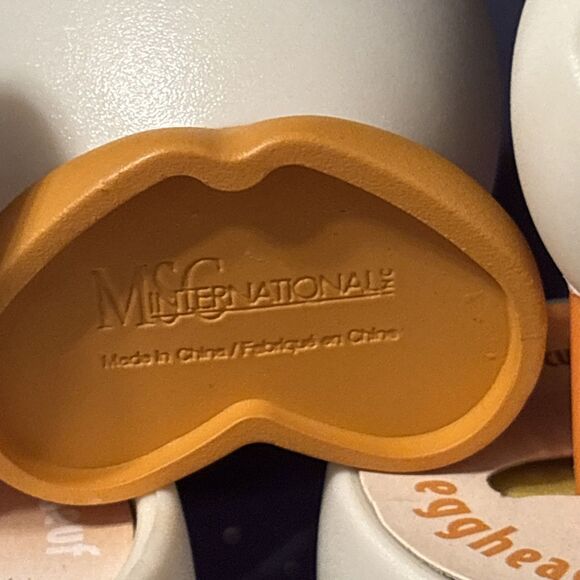 MSC
INTERNATIONAL INC
Made in China / Fabriqué en Chine
egghea